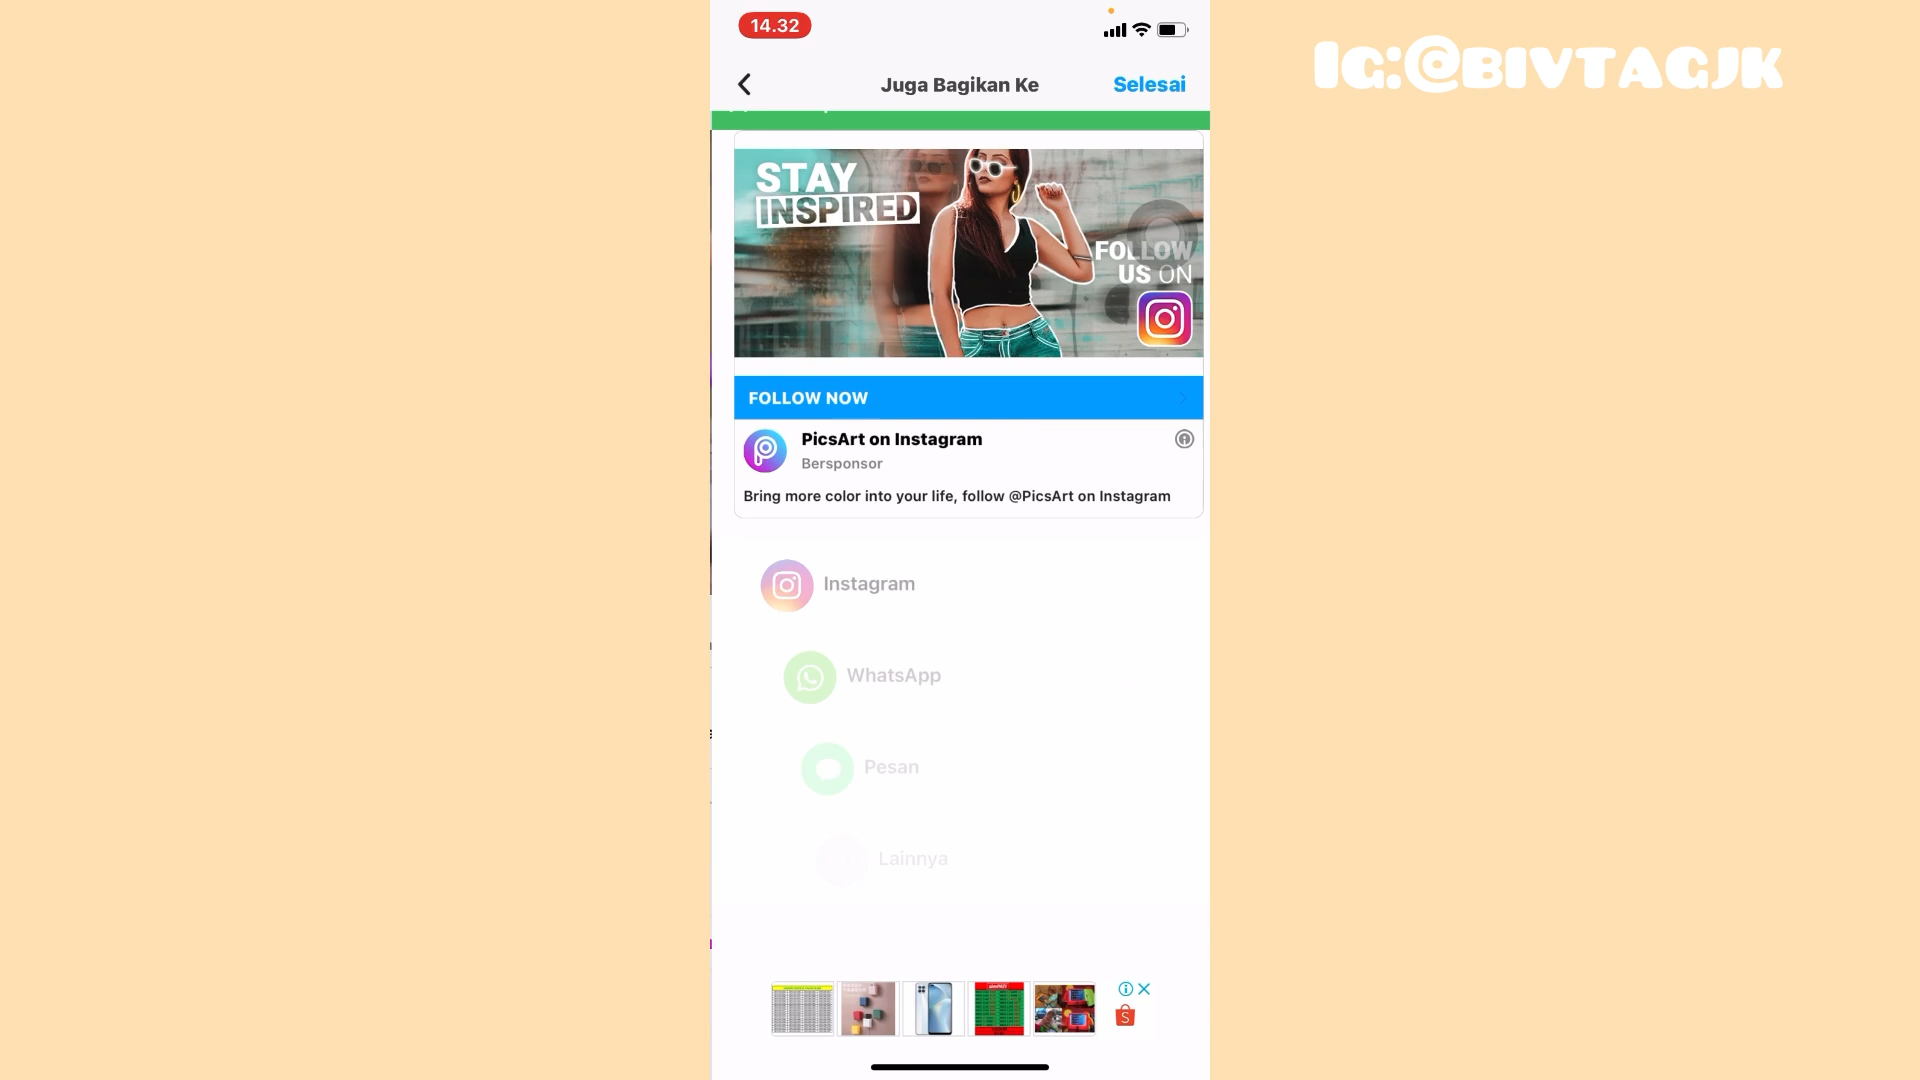 14.32
IG:@BIVTAGJK
Juga Bagikan Ke
Selesai
STAY
INSPIRED
FOLLOW
US ON
FOLLOW NOW
PicsArt on Instagram
Bersponsor
Bring more color into your life, follow @PicsArt on Instagram
Instagram
WhatsApp
Pesan
Lainnya